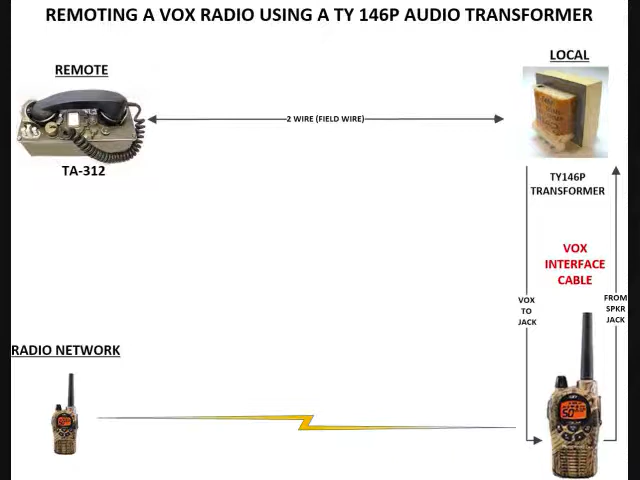 REMOTING A VOX RADIO USING A TY 146P AUDIO TRANSFORMER
LOCAL
REMOTE
2 WIRE (FIELD WIRE)
TA-312
TY146P
TRANSFORMER
VOX
INTERFACE
CABLE
VOX
TO
JACK
FROM
SPKR
JACK
RADIO NETWORK
50